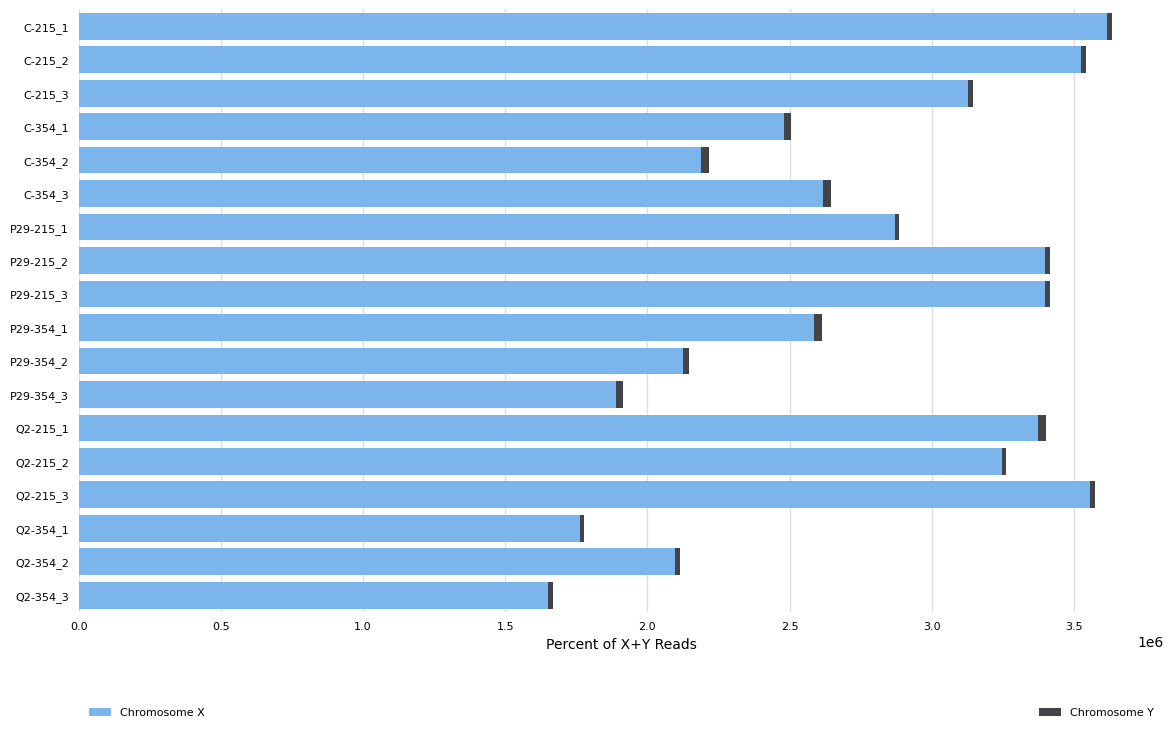 C-215_1
C-215_2
C-215_3
C-354_1
C-354_2
C-354_3
P29-215_1
P29-215_2
P29-215_3
P29-354_1
P29-354_2
P29-354_3
Q2-215_1
Q2-215_2
Q2-215_3
Q2-354_1
Q2-354_2
Q2-354_3
0.0 0.5 1.0 1.5 2.0 2.5 3.0 3.5
Percent of X+Y Reads 1e6
Chromosome X Chromosome Y